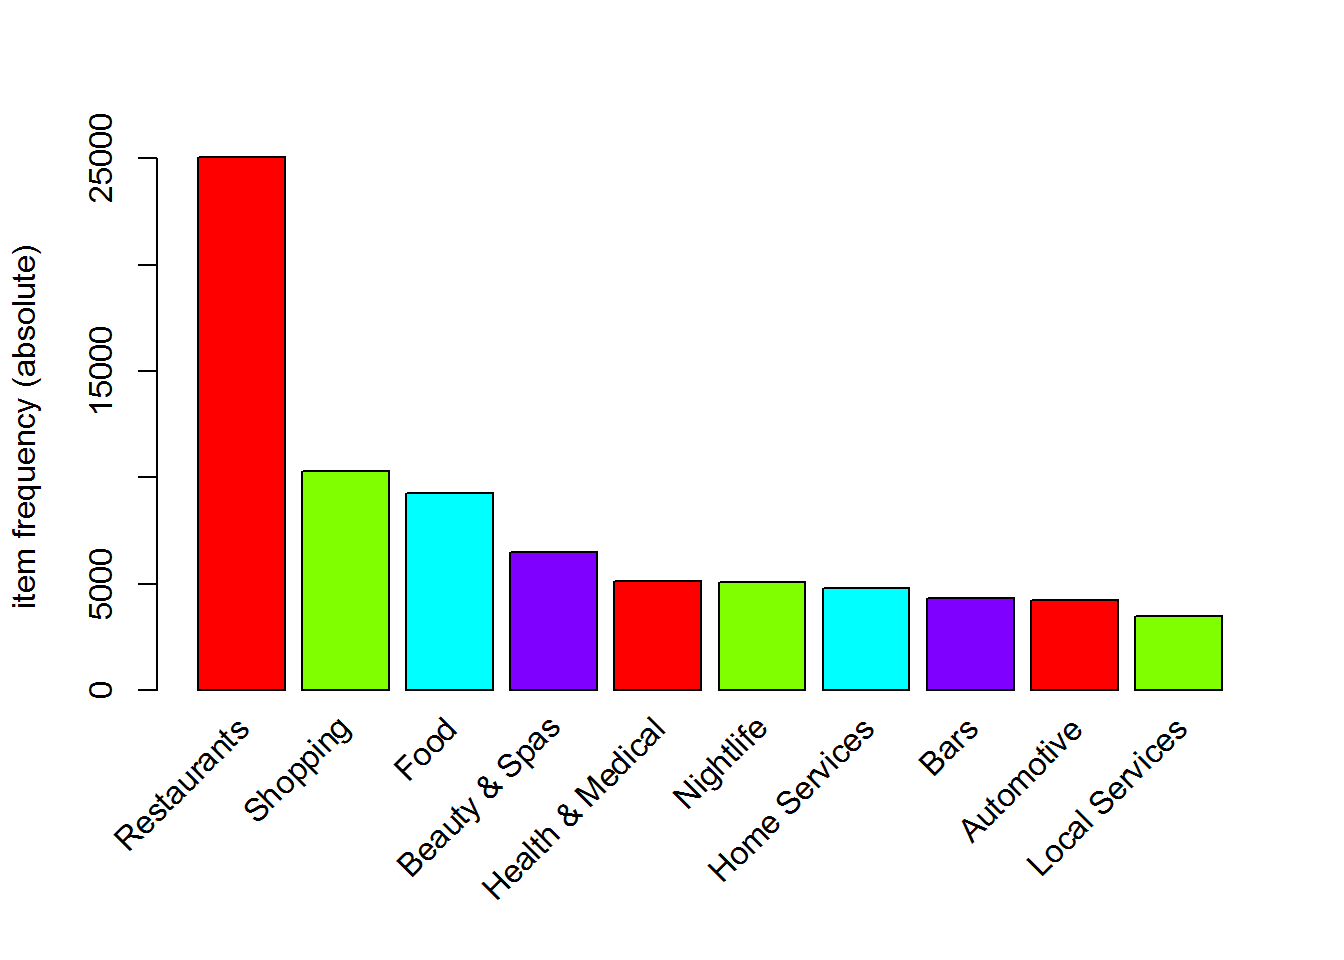 item frequency (absolute)
25000
15000
5000
0
Restaurants
Shopping
Food
Beauty & Spas
Health & Medical
Nightlife
Home Services
Bars
Automotive
Local Services